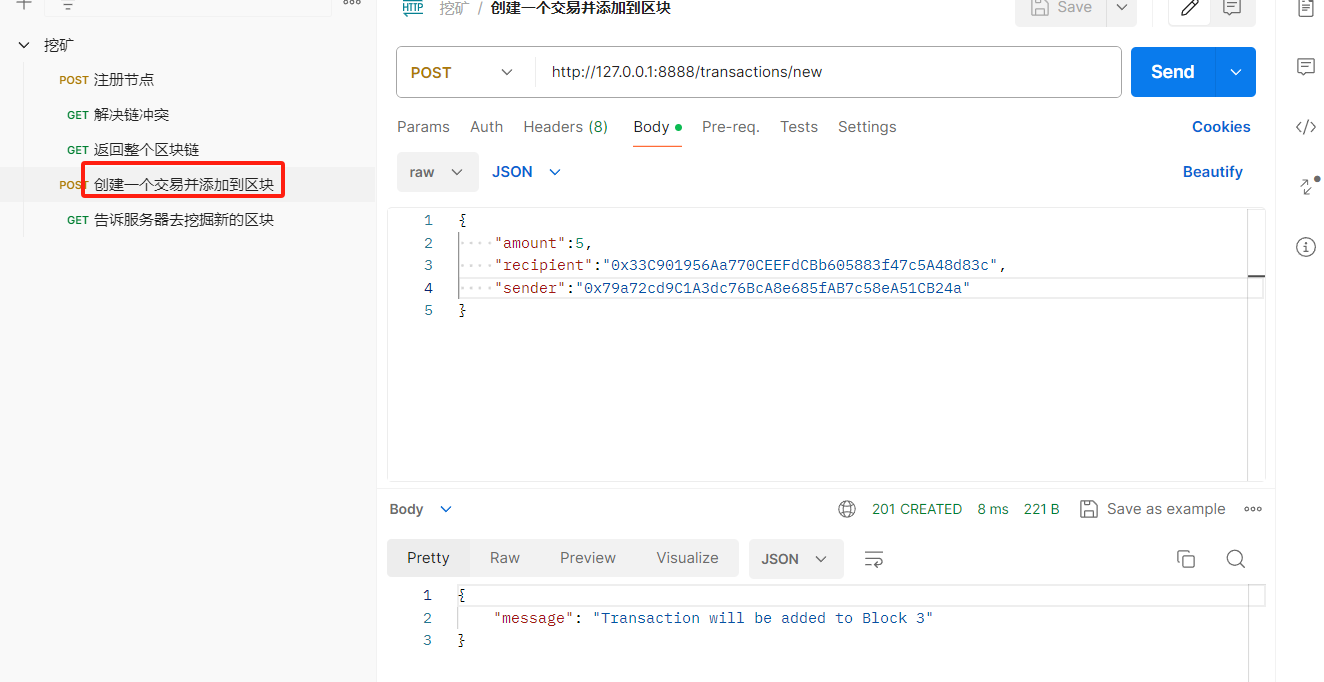 HTTP 挖矿 / 创建一个交易并添加到区块
Save
挖矿
POST 注册节点
GET 解决链冲突
GET 返回整个区块链
POST 创建一个交易并添加到区块
GET 告诉服务器去挖掘新的区块
POST http://127.0.0.1:8888/transactions/new Send
Params Auth Headers (8) Body Pre-req. Tests Settings Cookies
raw JSON Beautify
1 {
2 ····"amount":5,
3 ····"recipient":"0x33C901956Aa770CEEFdCBb605883f47c5A48d83c",
4 ····"sender":"0x79a72cd9C1A3dc76BcA8e685fAB7c58eA51CB24a"
5 }
Body 201 CREATED 8 ms 221 B Save as example
Pretty Raw Preview Visualize JSON
1 {
2 "message": "Transaction will be added to Block 3"
3 }